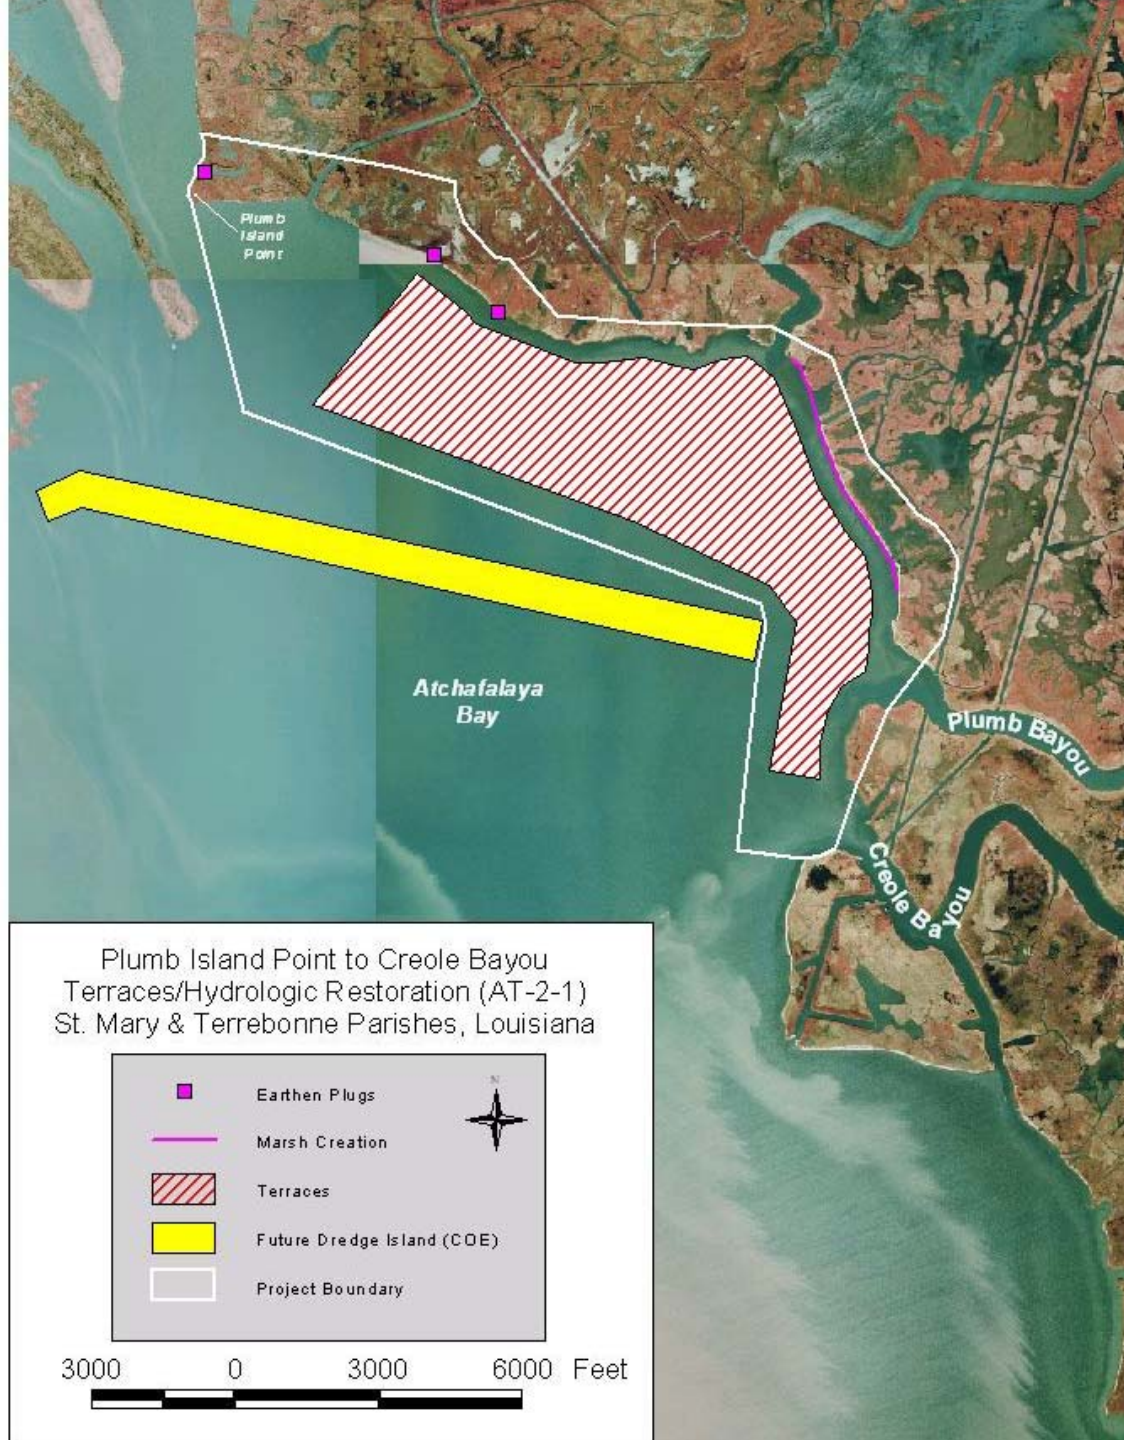 Plumb
Island
Point
Atchafalaya
Bay
Plumb Bayou
Creole Bayou
Plumb Island Point to Creole Bayou
Terraces/Hydrologic Restoration (AT-2-1)
St. Mary & Terrebonne Parishes, Louisiana
N
Earthen Plugs
Marsh Creation
Terraces
Future Dredge Island (COE)
Project Boundary
3000 0 3000 6000 Feet